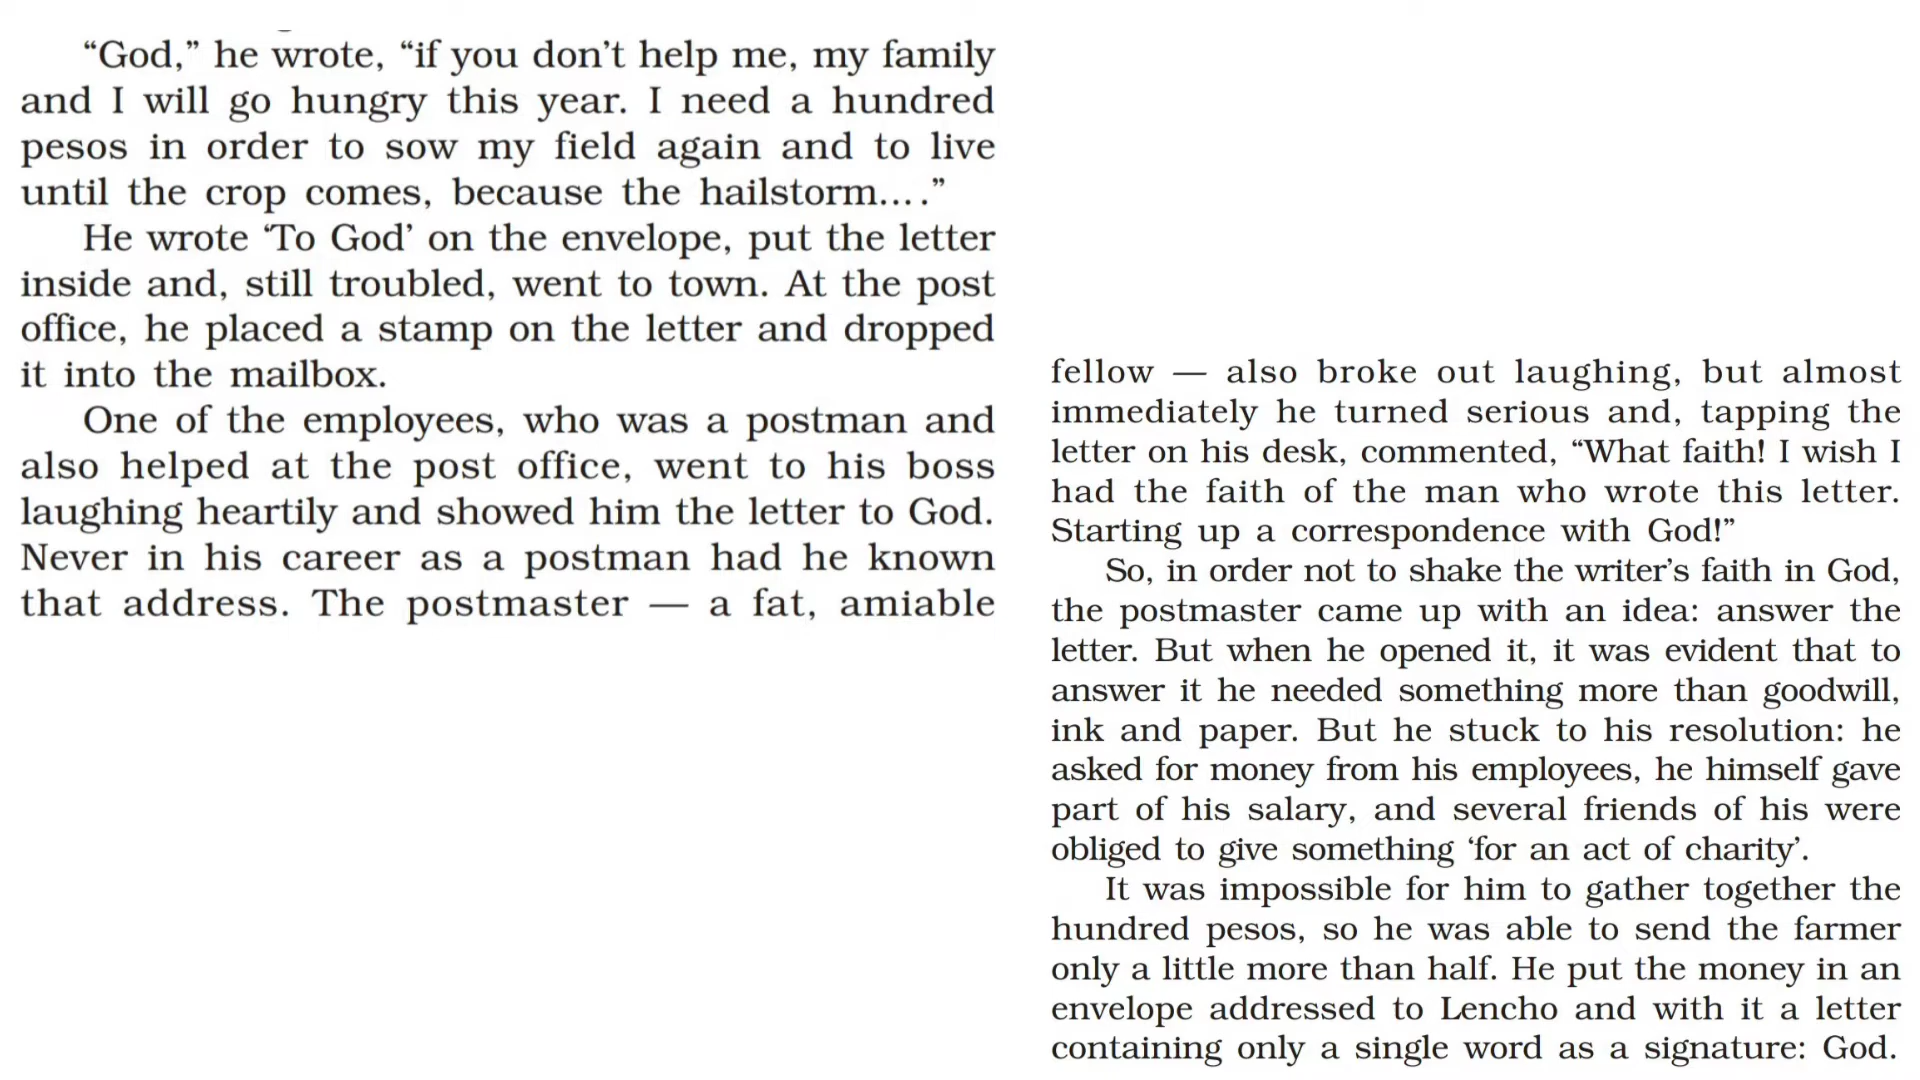 “God,” he wrote, “if you don’t help me, my family
and I will go hungry this year. I need a hundred
pesos in order to sow my field again and to live
until the crop comes, because the hailstorm....”
He wrote ‘To God’ on the envelope, put the letter
inside and, still troubled, went to town. At the post
office, he placed a stamp on the letter and dropped
it into the mailbox.
One of the employees, who was a postman and
also helped at the post office, went to his boss
laughing heartily and showed him the letter to God.
Never in his career as a postman had he known
that address. The postmaster — a fat, amiable
fellow — also broke out laughing, but almost
immediately he turned serious and, tapping the
letter on his desk, commented, “What faith! I wish I
had the faith of the man who wrote this letter.
Starting up a correspondence with God!”
So, in order not to shake the writer’s faith in God,
the postmaster came up with an idea: answer the
letter. But when he opened it, it was evident that to
answer it he needed something more than goodwill,
ink and paper. But he stuck to his resolution: he
asked for money from his employees, he himself gave
part of his salary, and several friends of his were
obliged to give something ‘for an act of charity’.
It was impossible for him to gather together the
hundred pesos, so he was able to send the farmer
only a little more than half. He put the money in an
envelope addressed to Lencho and with it a letter
containing only a single word as a signature: God.